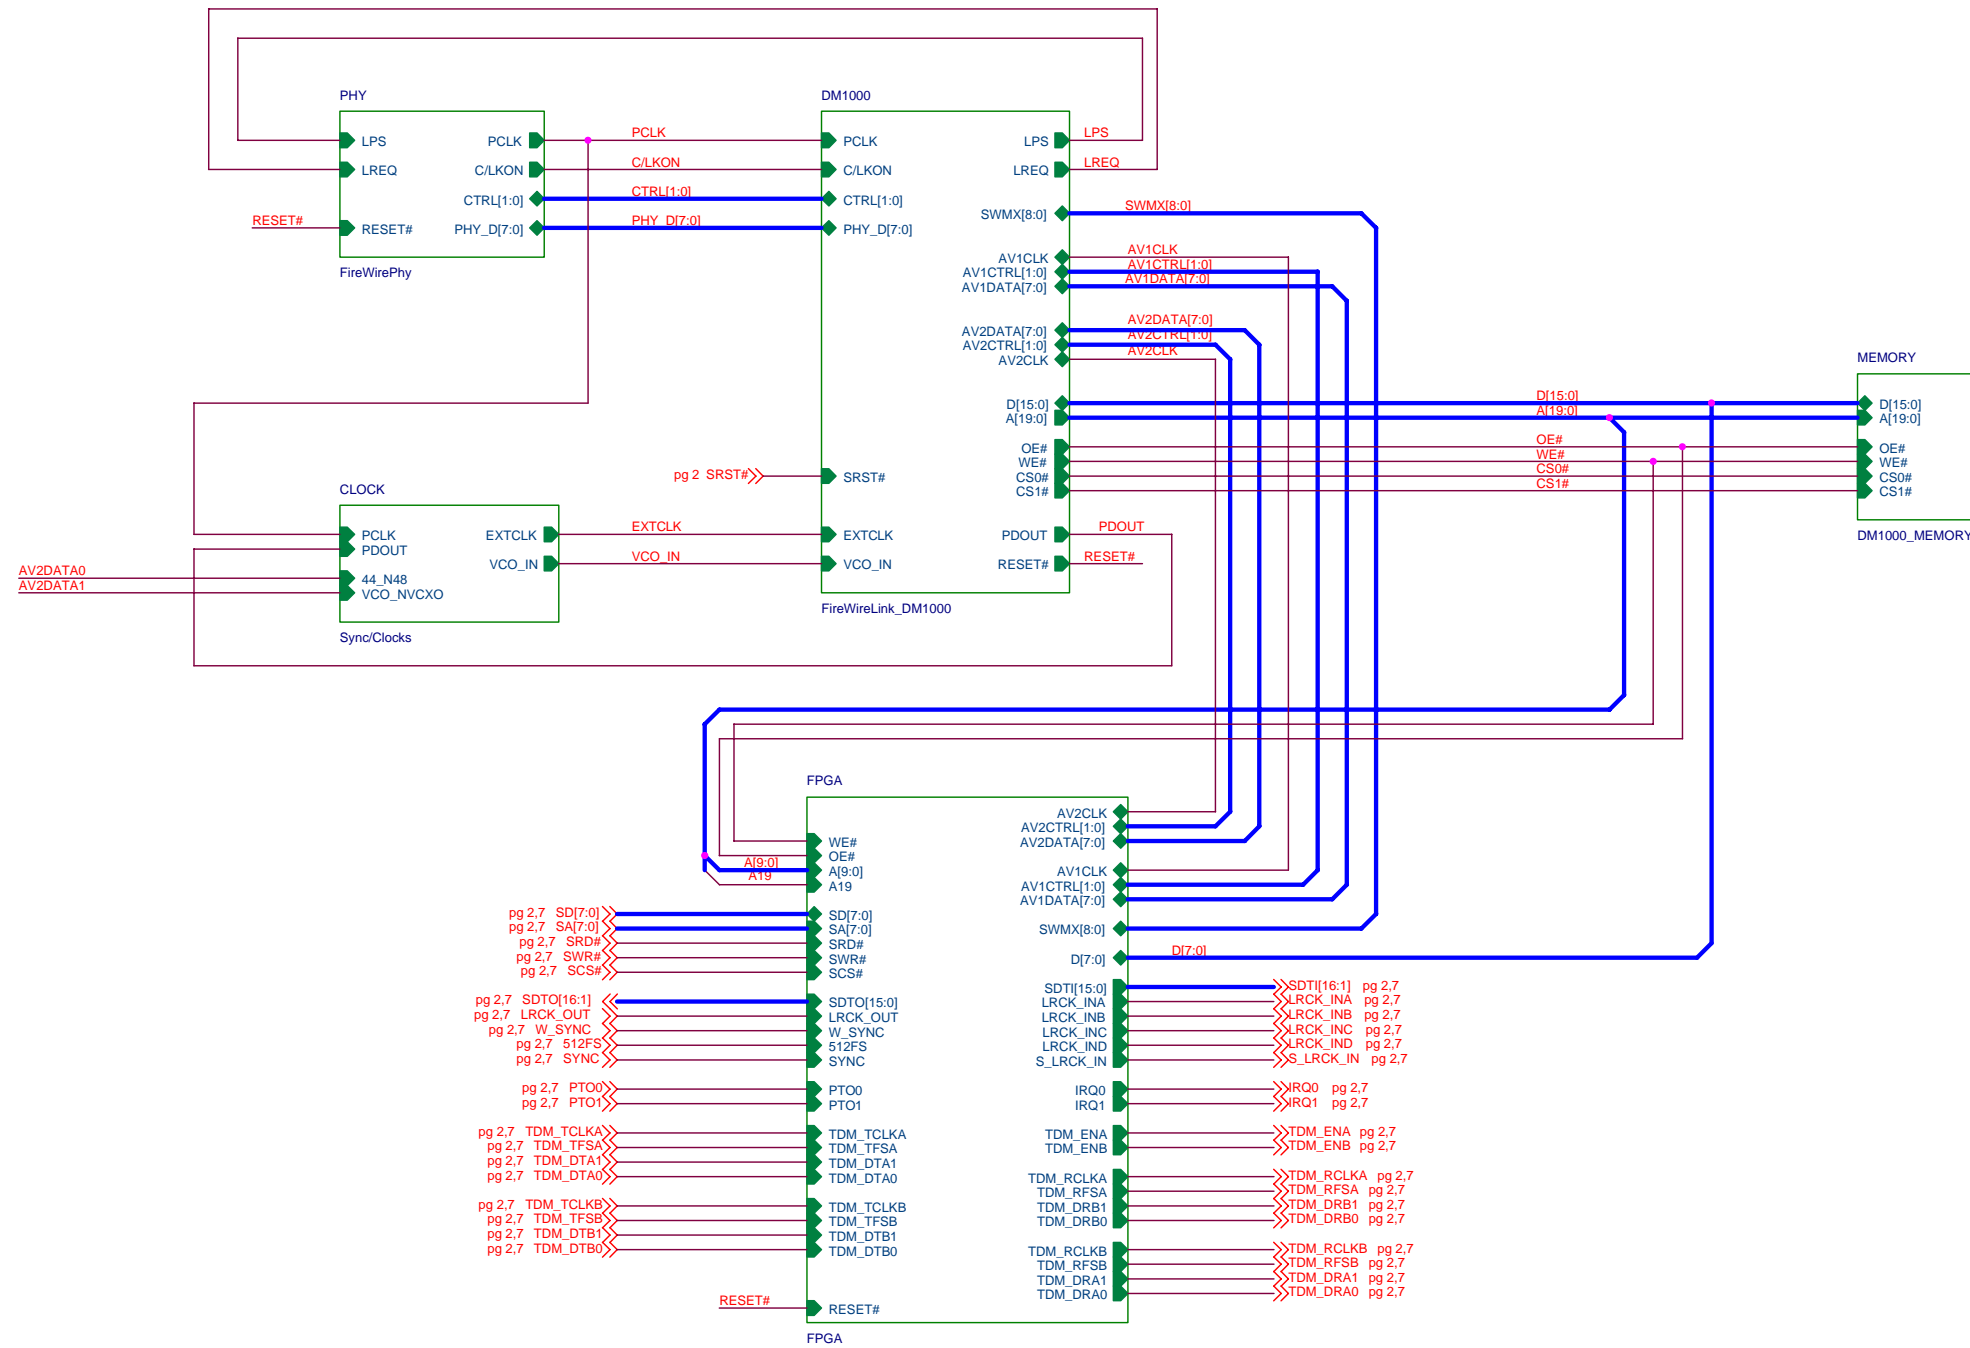 PHY
LPS
LREQ
RESET#
RESET#
PCLK
C/LKON
CTRL[1:0]
PHY_D[7:0]
FireWirePhy
PCLK
C/LKON
CTRL[1:0]
PHY_D[7:0]
DM1000
PCLK
C/LKON
CTRL[1:0]
PHY_D[7:0]
pg 2 SRST#
SRST#
EXTCLK
VCO_IN
LPS
LREQ
SWMX[8:0]
AV1CLK
AV1CTRL[1:0]
AV1DATA[7:0]
AV2DATA[7:0]
AV2CTRL[1:0]
AV2CLK
D[15:0]
A[19:0]
OE#
WE#
CS0#
CS1#
PDOUT
RESET#
FireWireLink_DM1000
LPS
LREQ
SWMX[8:0]
AV1CLK
AV1CTRL[1:0]
AV1DATA[7:0]
AV2DATA[7:0]
AV2CTRL[1:0]
AV2CLK
PDOUT
RESET#
D[15:0]
A[19:0]
OE#
WE#
CS0#
CS1#
MEMORY
D[15:0]
A[19:0]
OE#
WE#
CS0#
CS1#
DM1000_MEMORY
CLOCK
AV2DATA0
AV2DATA1
PCLK
PDOUT
44_N48
VCO_NVCXO
EXTCLK
VCO_IN
Sync/Clocks
EXTCLK
VCO_IN
FPGA
WE#
OE#
A[9:0]
A[9:0]
A19
A19
pg 2,7 SD[7:0]
SD[7:0]
pg 2,7 SA[7:0]
SA[7:0]
pg 2,7 SRD#
SRD#
pg 2,7 SWR#
SWR#
pg 2,7 SCS#
SCS#
pg 2,7 SDTO[16:1]
SDTO[15:0]
pg 2,7 LRCK_OUT
LRCK_OUT
pg 2,7 W_SYNC
W_SYNC
pg 2,7 512FS
512FS
pg 2,7 SYNC
SYNC
pg 2,7 PTO0
PTO0
pg 2,7 PTO1
PTO1
pg 2,7 TDM_TCLKA
TDM_TCLKA
pg 2,7 TDM_TFSA
TDM_TFSA
pg 2,7 TDM_DTA1
TDM_DTA1
pg 2,7 TDM_DTA0
TDM_DTA0
pg 2,7 TDM_TCLKB
TDM_TCLKB
pg 2,7 TDM_TFSB
TDM_TFSB
pg 2,7 TDM_DTB1
TDM_DTB1
pg 2,7 TDM_DTB0
TDM_DTB0
RESET#
RESET#
AV2CLK
AV2CTRL[1:0]
AV2DATA[7:0]
AV1CLK
AV1CTRL[1:0]
AV1DATA[7:0]
SWMX[8:0]
D[7:0]
D[7:0]
SDTI[15:0]
SDTI[16:1] pg 2,7
LRCK_INA
LRCK_INA pg 2,7
LRCK_INB
LRCK_INB pg 2,7
LRCK_INC
LRCK_INC pg 2,7
LRCK_IND
LRCK_IND pg 2,7
S_LRCK_IN
S_LRCK_IN pg 2,7
IRQ0
IRQ0 pg 2,7
IRQ1
IRQ1 pg 2,7
TDM_ENA
TDM_ENA pg 2,7
TDM_ENB
TDM_ENB pg 2,7
TDM_RCLKA
TDM_RCLKA pg 2,7
TDM_RFSA
TDM_RFSA pg 2,7
TDM_DRB1
TDM_DRB1 pg 2,7
TDM_DRB0
TDM_DRB0 pg 2,7
TDM_RCLKB
TDM_RCLKB pg 2,7
TDM_RFSB
TDM_RFSB pg 2,7
TDM_DRA1
TDM_DRA1 pg 2,7
TDM_DRA0
TDM_DRA0 pg 2,7
FPGA